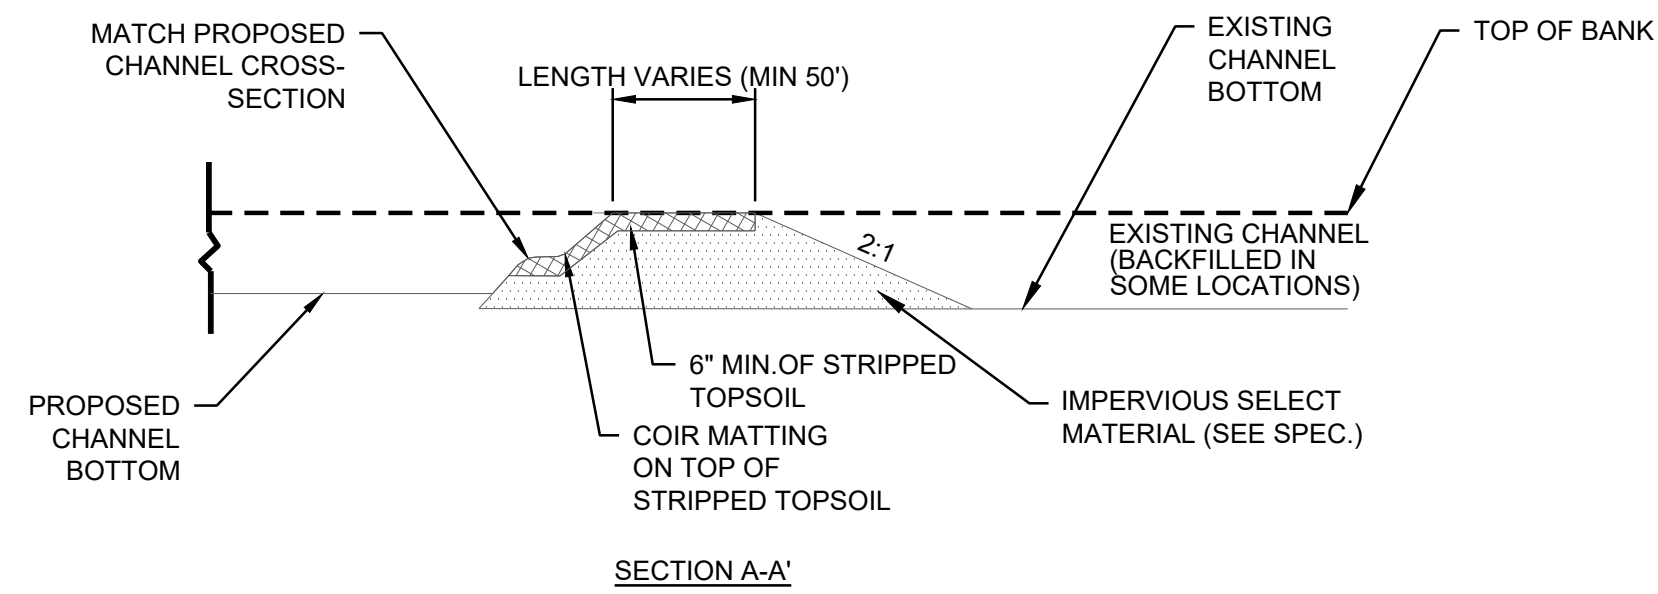 MATCH PROPOSED
CHANNEL CROSS-
SECTION
LENGTH VARIES (MIN 50')
EXISTING
CHANNEL
BOTTOM
TOP OF BANK
2:1
EXISTING CHANNEL
(BACKFILLED IN
SOME LOCATIONS)
PROPOSED
CHANNEL
BOTTOM
6" MIN.OF STRIPPED
TOPSOIL
COIR MATTING
ON TOP OF
STRIPPED TOPSOIL
IMPERVIOUS SELECT
MATERIAL (SEE SPEC.)
SECTION A-A'